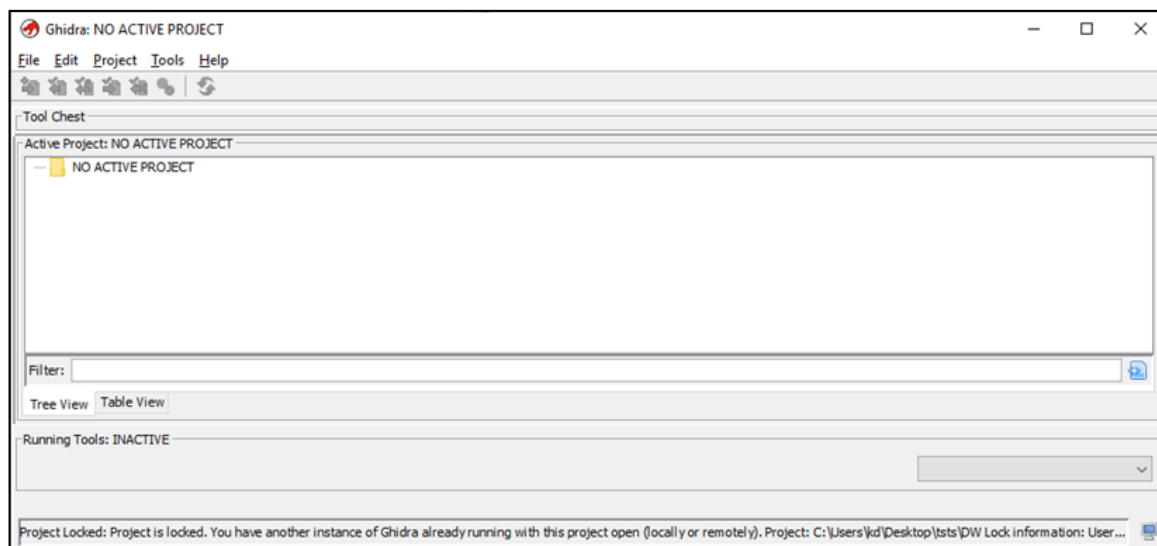 Ghidra: NO ACTIVE PROJECT
File Edit Project Tools Help
Tool Chest
Active Project: NO ACTIVE PROJECT
NO ACTIVE PROJECT
Filter:
Tree View Table View
Running Tools: INACTIVE
Project Locked: Project is locked. You have another instance of Ghidra already running with this project open (locally or remotely). Project: C:\Users\kd\Desktop\tsts\DW Lock information: User...